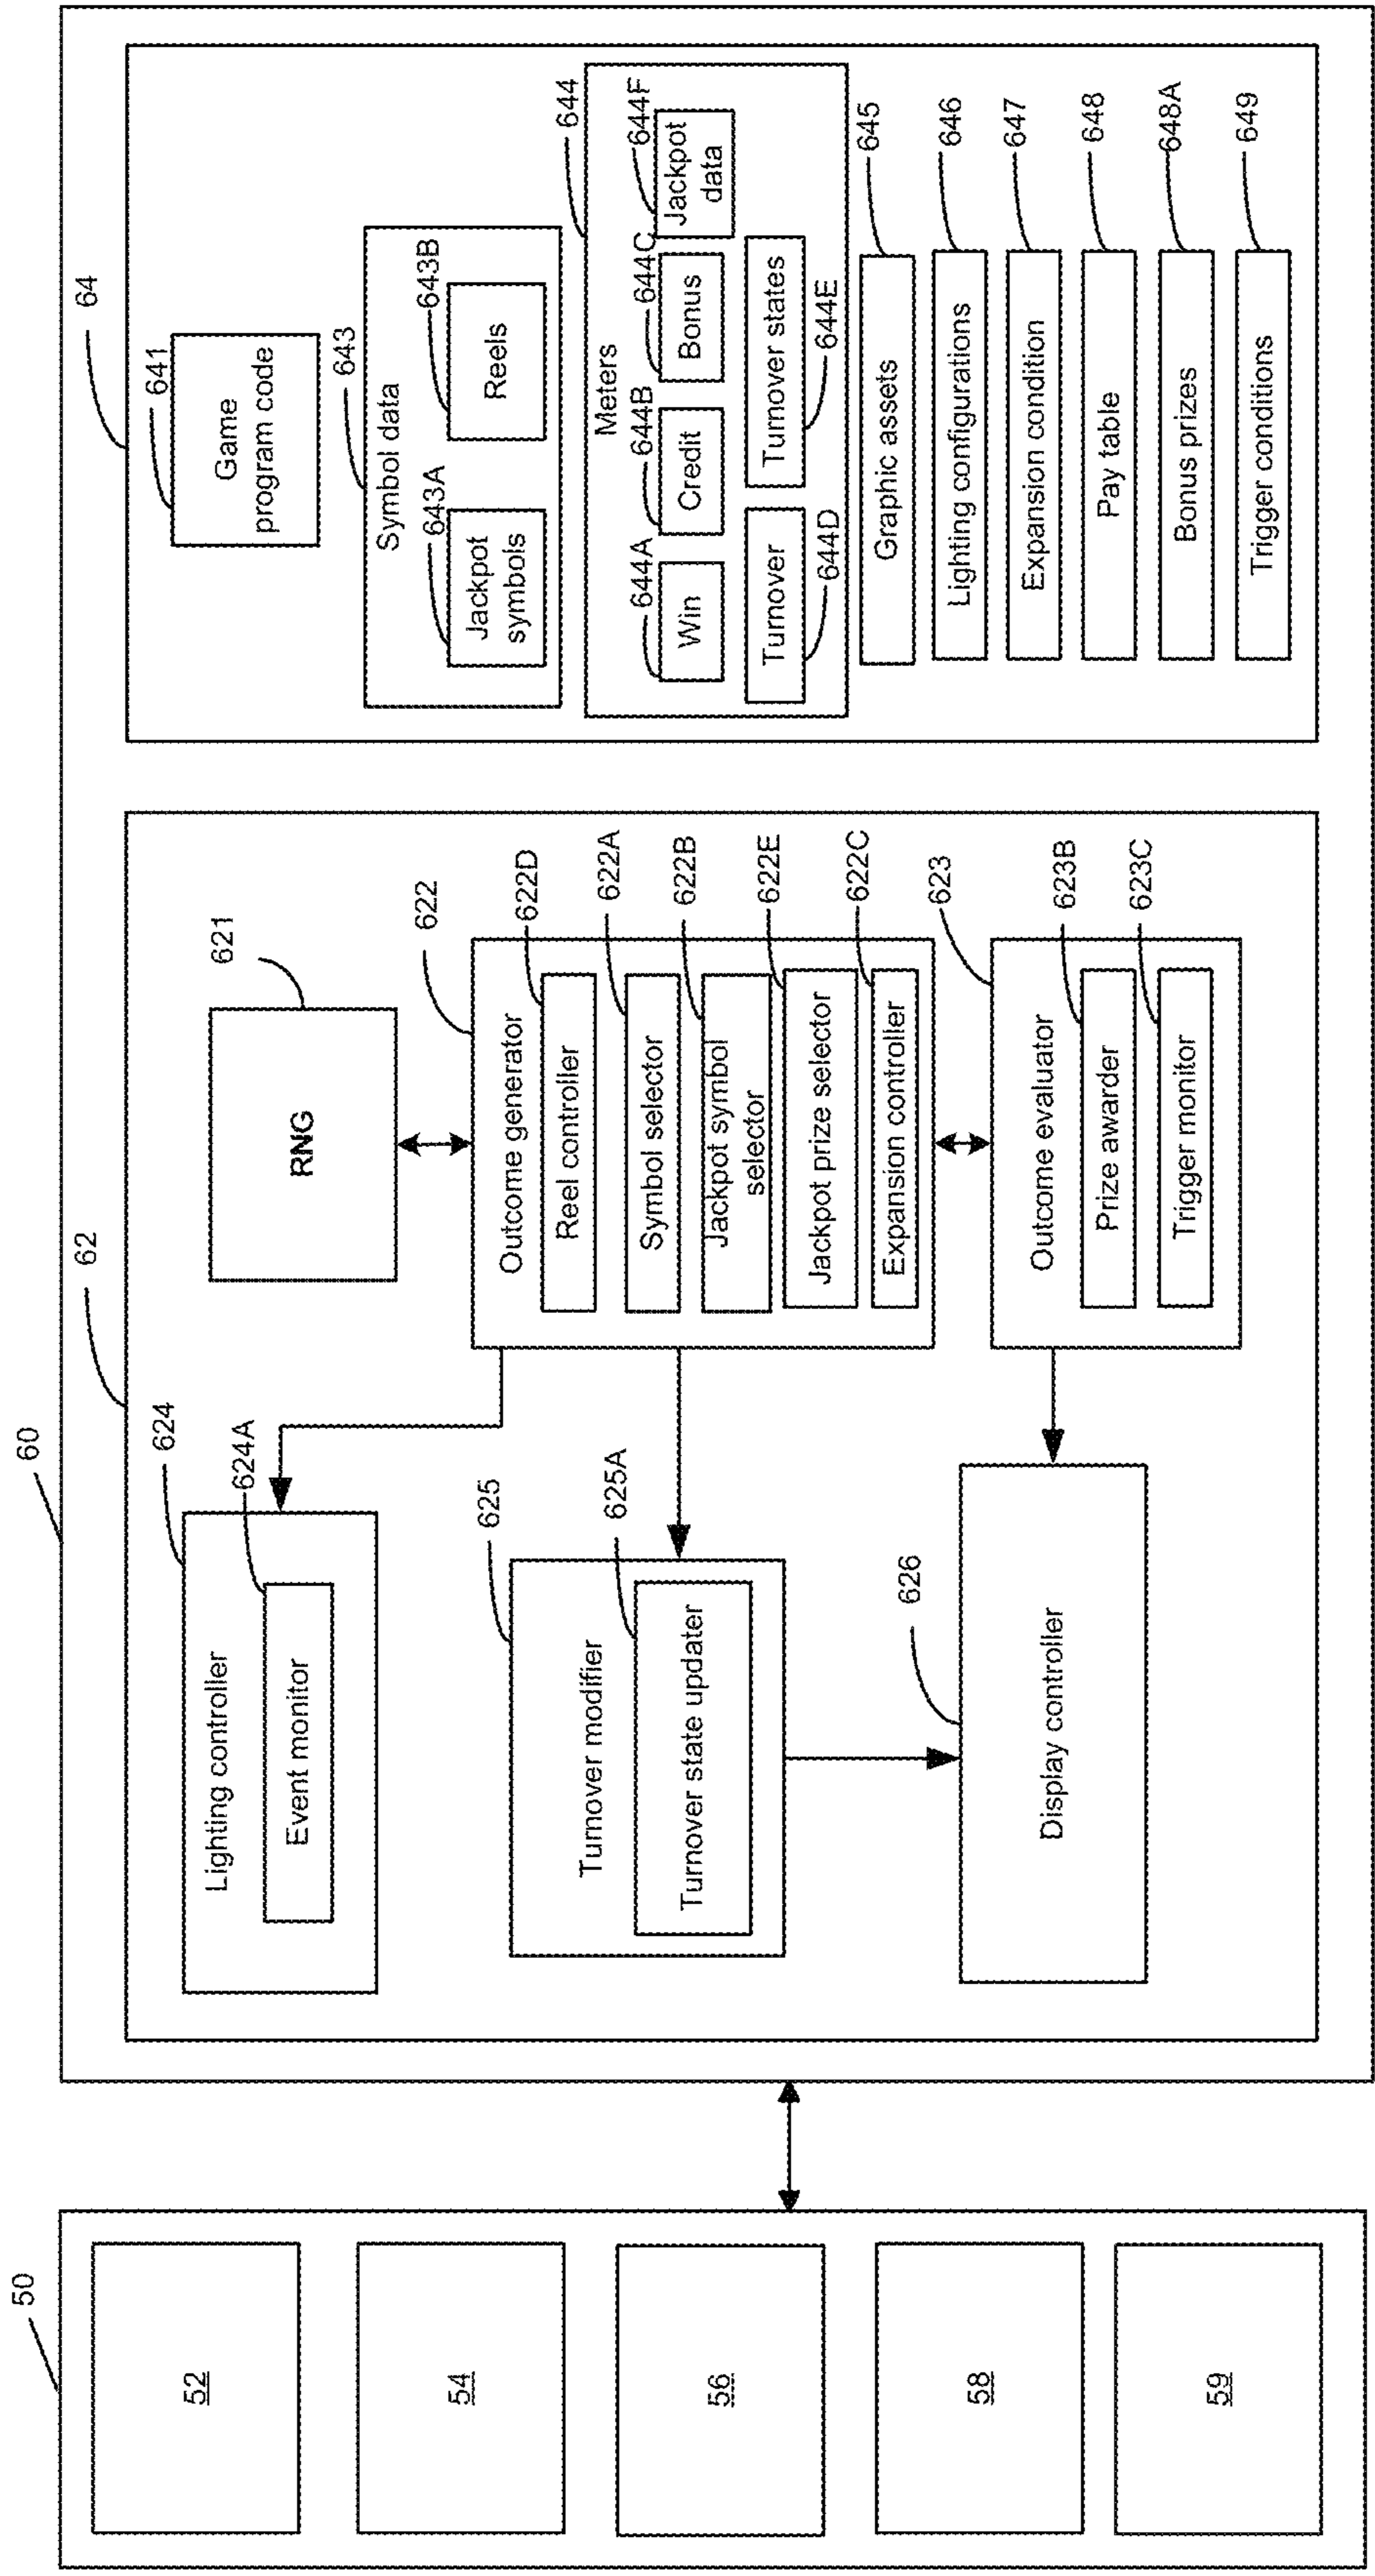 50
52
54
56
58
59
60
62
624
Lighting controller
624A
Event monitor
625
Turnover modifier
625A
Turnover state updater
626
Display controller
621
RNG
622
Outcome generator
622D
Reel controller
622A
Symbol selector
622B
Jackpot symbol
selector
622E
Jackpot prize selector
622C
Expansion controller
623
Outcome evaluator
623B
Prize awarder
623C
Trigger monitor
64
641
Game
program code
643
Symbol data
643A
Jackpot
symbols
643B
Reels
644
Meters
644A
Win
644B
Credit
644C
Bonus
644F
Jackpot
data
Turnover
644D
Turnover states
644E
Graphic assets
645
Lighting configurations
646
Expansion condition
647
Pay table
648
Bonus prizes
648A
Trigger conditions
649